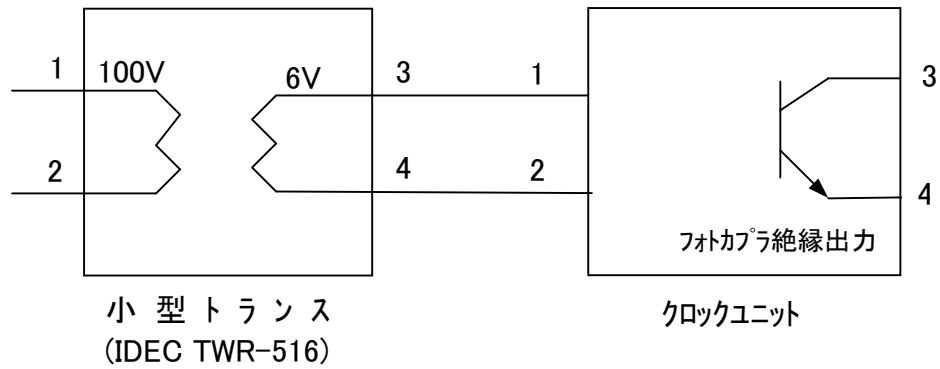 1
100V
6V
3
1
3
2
4
2
4
フォトカプラ絶縁出力
小 型 ト ラ ン ス
(IDEC TWR-516)
クロックユニット